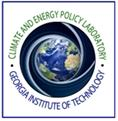 CLIMATE AND ENERGY POLICY LABORATORY
• GEORGIA INSTITUTE OF TECHNOLOGY •